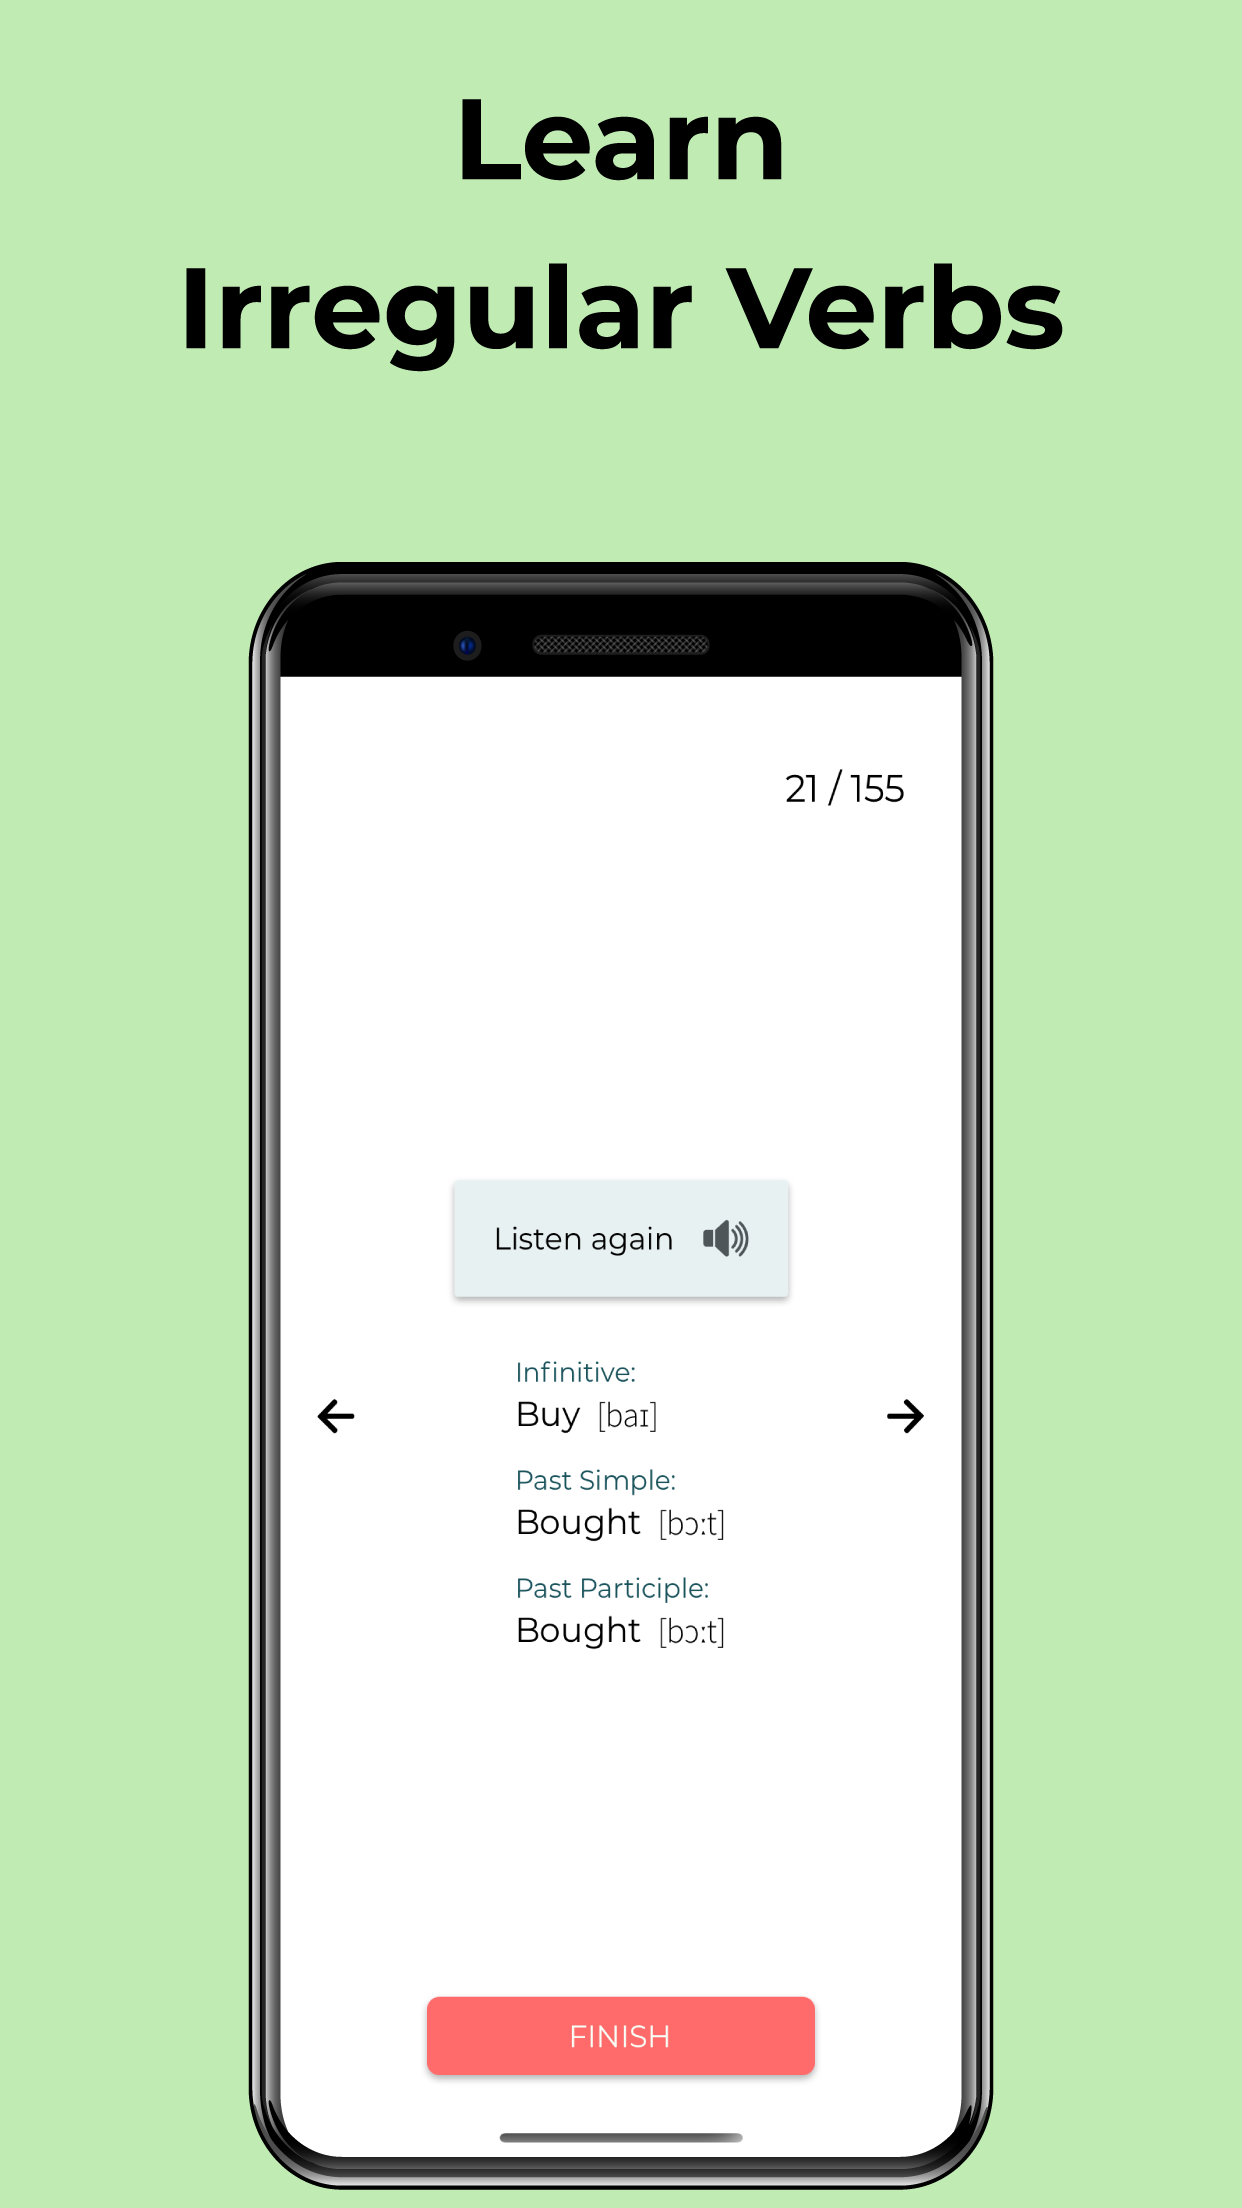 Learn
Irregular Verbs
21 / 155
Listen again
Infinitive:
Buy [baɪ]
Past Simple:
Bought [bɔːt]
Past Participle:
Bought [bɔːt]
FINISH